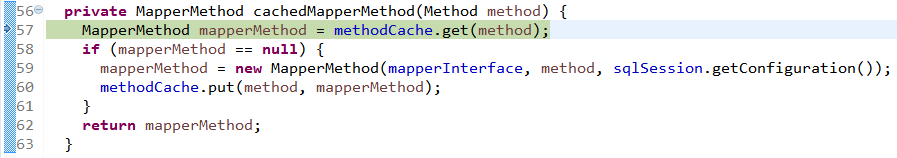 56 private MapperMethod cachedMapperMethod(Method method) {
57 MapperMethod mapperMethod = methodCache.get(method);
58 if (mapperMethod == null) {
59 mapperMethod = new MapperMethod(mapperInterface, method, sqlSession.getConfiguration());
60 methodCache.put(method, mapperMethod);
61 }
62 return mapperMethod;
63 }